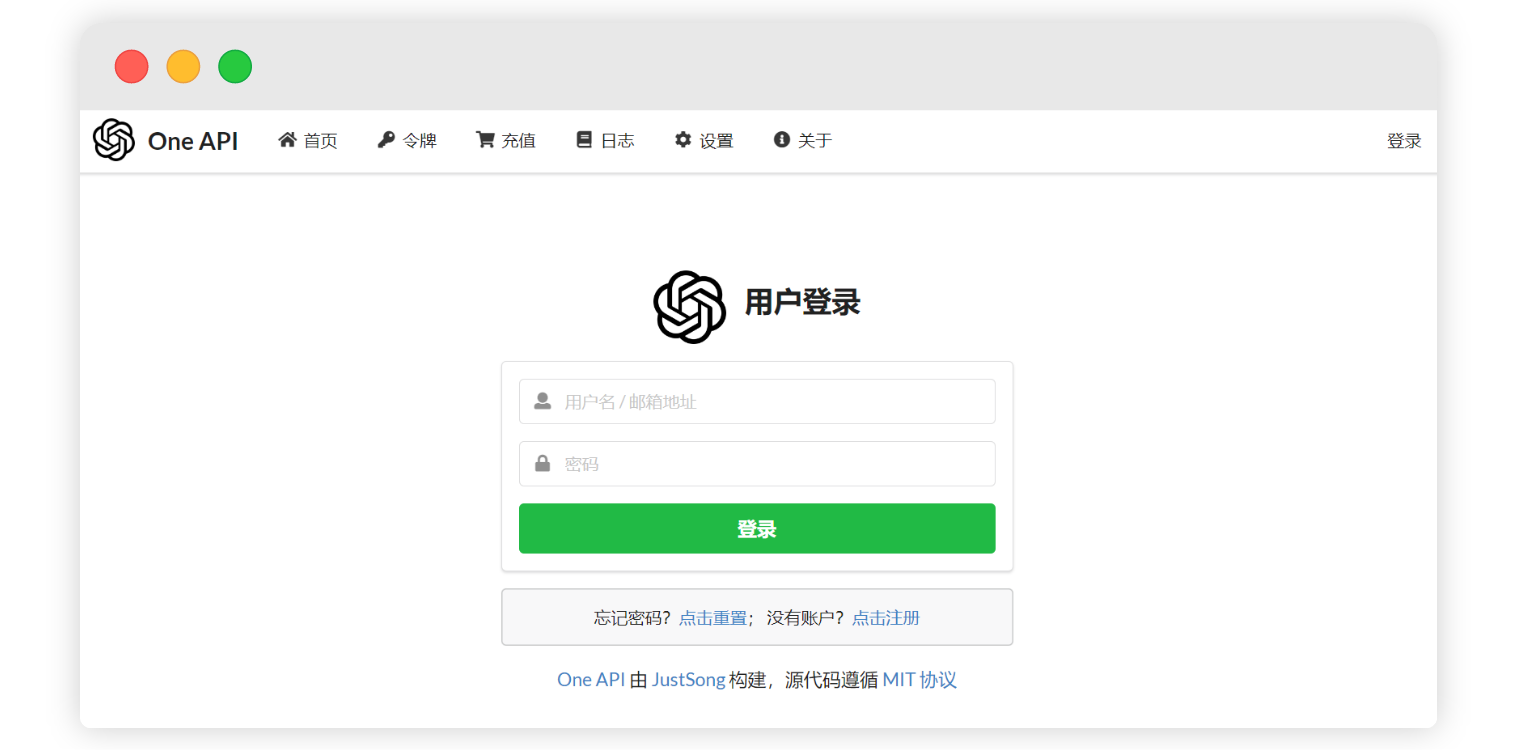 One API 首页 令牌 充值 日志 设置 关于 登录
用户登录
用户名 / 邮箱地址
密码
登录
忘记密码？点击重置； 没有账户？点击注册
One API 由 JustSong 构建，源代码遵循 MIT 协议